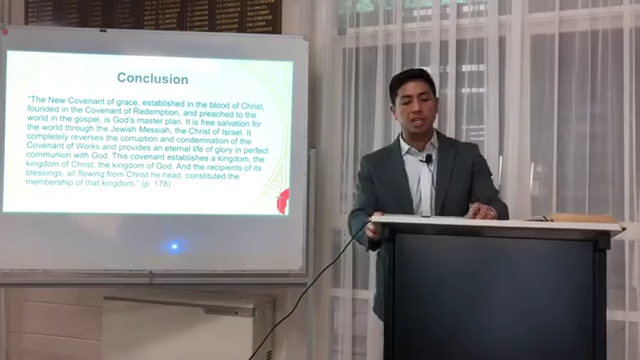 Conclusion
"The New Covenant of grace, established in the blood of Christ,
founded in the Covenant of Redemption, and preached to the
world in the gospel, is God's master plan. It is free salvation for
the world through the Jewish Messiah, the Christ of Israel. It
completely reverses the corruption and condemnation of the
Covenant of Works and provides an eternal life of glory in perfect
communion with God. This covenant establishes a kingdom, the
kingdom of Christ, the kingdom of God. And the recipients of its
blessings, all flowing from Christ he head, constituted the
membership of that kingdom." (p. 178)